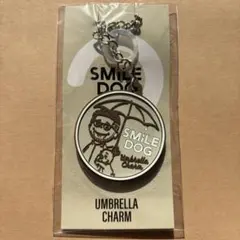 SMILE
DOG
SMiLE
DOG
Umbrella
Charm
UMBRELLA
CHARM